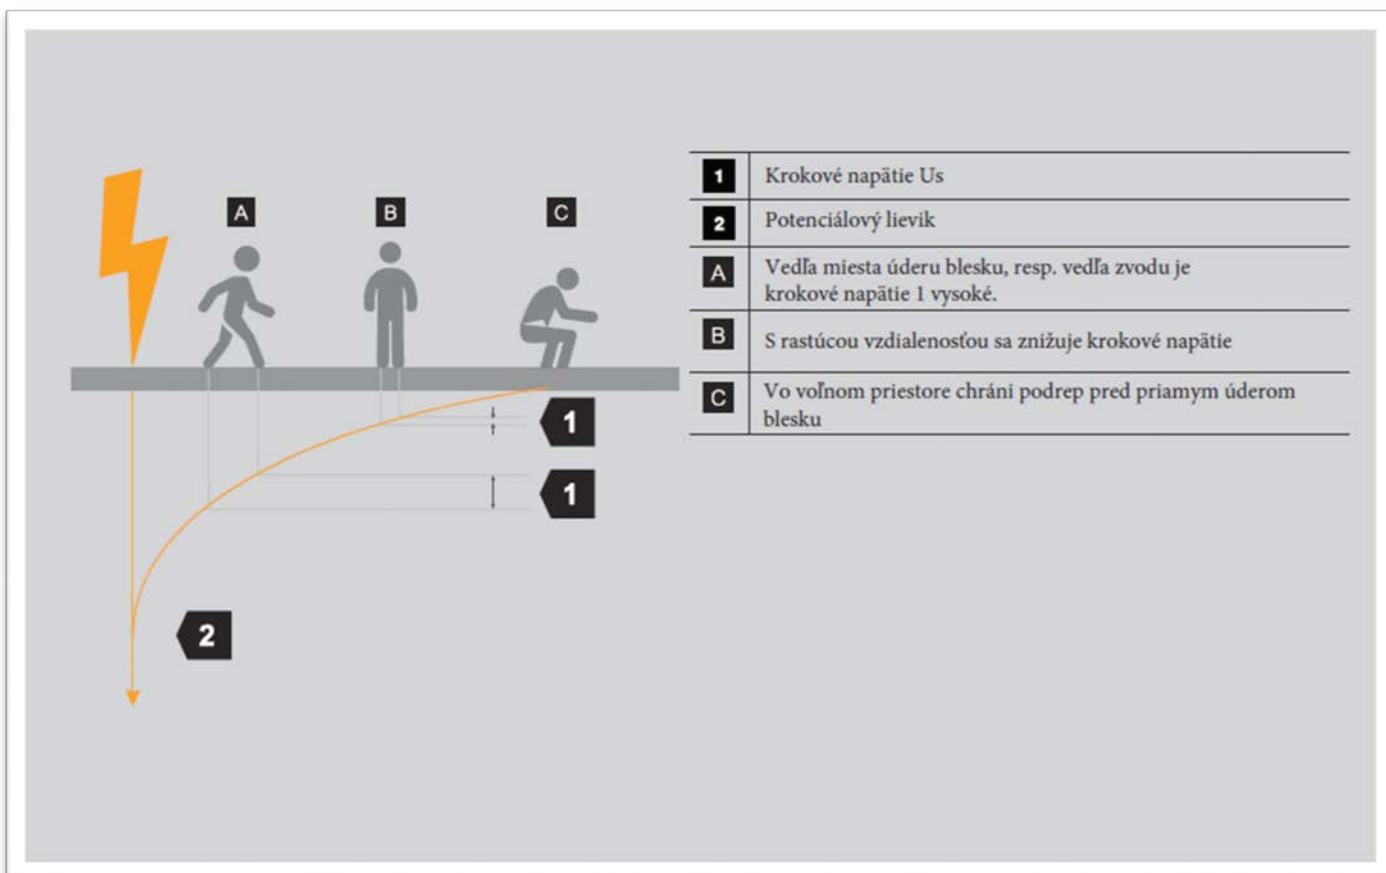 A
B
C
1
1
2
1 Krokové napätie Us
2 Potenciálový lievik
A Vedľa miesta úderu blesku, resp. vedľa zvodu je
krokové napätie 1 vysoké.
B S rastúcou vzdialenosťou sa znižuje krokové napätie
C Vo voľnom priestore chráni podrep pred priamym úderom
blesku